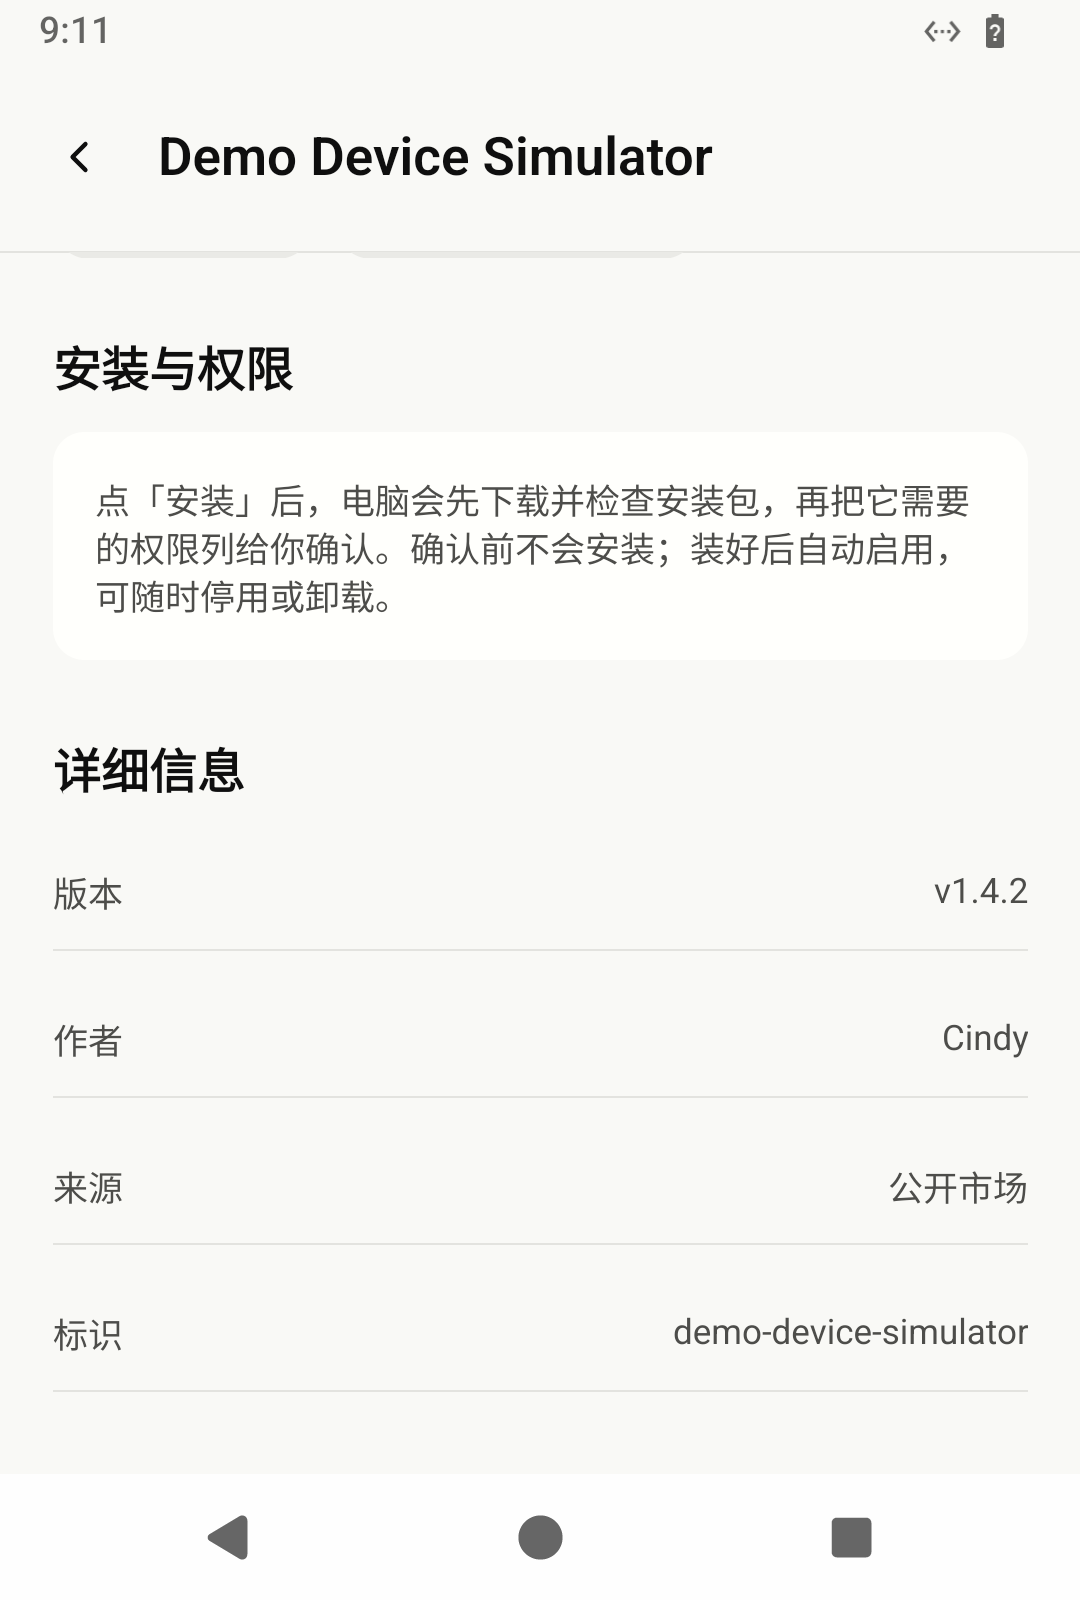 9:11
Demo Device Simulator
安装与权限
点「安装」后，电脑会先下载并检查安装包，再把它需要
的权限列给你确认。确认前不会安装；装好后自动启用，
可随时停用或卸载。
详细信息
版本 v1.4.2
作者 Cindy
来源 公开市场
标识 demo-device-simulator